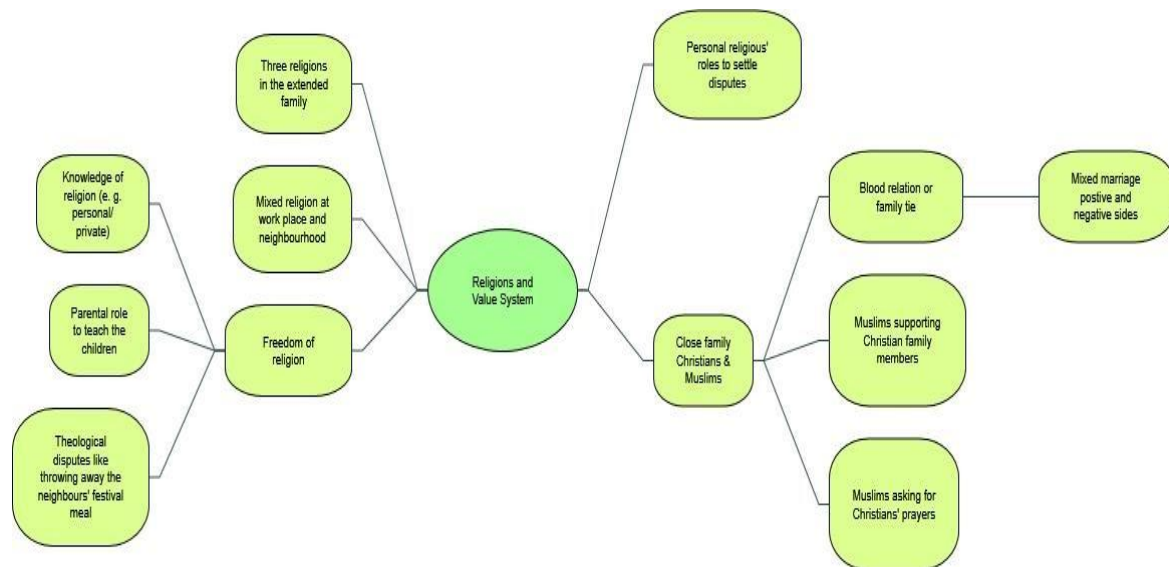 Three religions
in the extended
family
Knowledge of
religion (e. g.
personal/
private)
Mixed religion at
work place and
neighbourhood
Parental role
to teach the
children
Freedom of
religion
Theological
disputes like
throwing away the
neighbours' festival
meal
Religions and
Value System
Personal religious'
roles to settle
disputes
Close family
Christians &
Muslims
Blood relation or
family tie
Mixed marriage
postive and
negative sides
Muslims supporting
Christian family
members
Muslims asking for
Christians' prayers